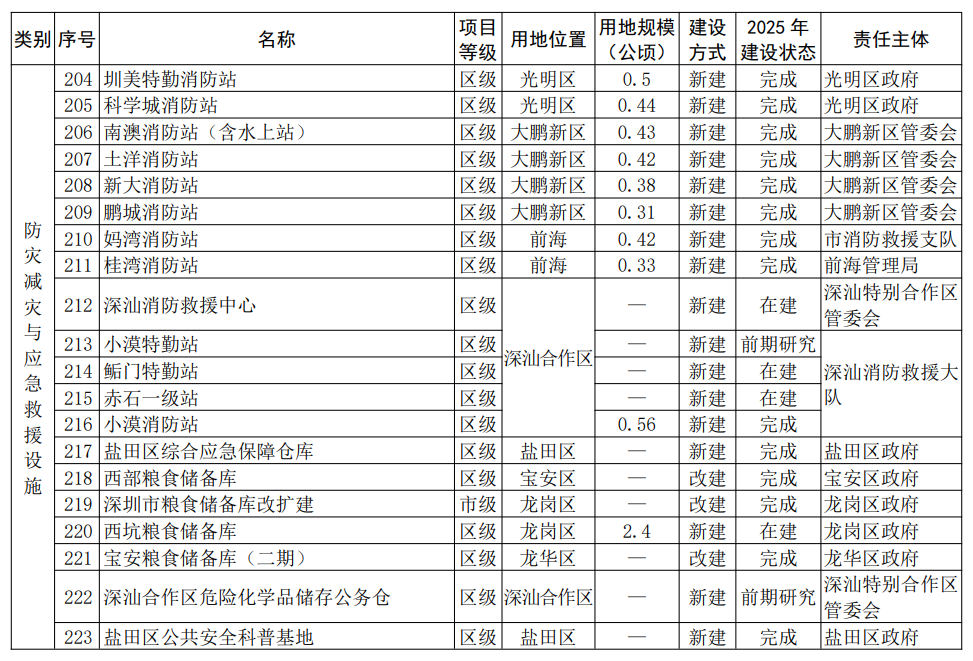 类别 序号 名称 项目等级 用地位置 用地规模（公顷） 建设方式 2025 年建设状态 责任主体
防灾减灾与应急救援设施
204 圳美特勤消防站 区级 光明区 0.5 新建 完成 光明区政府
205 科学城消防站 区级 光明区 0.44 新建 完成 光明区政府
206 南澳消防站（含水上站） 区级 大鹏新区 0.43 新建 完成 大鹏新区管委会
207 土洋消防站 区级 大鹏新区 0.42 新建 完成 大鹏新区管委会
208 新大消防站 区级 大鹏新区 0.38 新建 完成 大鹏新区管委会
209 鹏城消防站 区级 大鹏新区 0.31 新建 完成 大鹏新区管委会
210 妈湾消防站 区级 前海 0.42 新建 完成 市消防救援支队
211 桂湾消防站 区级 前海 0.33 新建 完成 前海管理局
212 深汕消防救援中心 区级 深汕合作区 — 新建 在建 深汕特别合作区管委会
213 小漠特勤站 区级 — 新建 前期研究 深汕消防救援大队
214 鲘门特勤站 区级 — 新建 在建
215 赤石一级站 区级 — 新建 在建
216 小漠消防站 区级 0.56 新建 完成
217 盐田区综合应急保障仓库 区级 盐田区 — 新建 完成 盐田区政府
218 西部粮食储备库 区级 宝安区 — 改建 完成 宝安区政府
219 深圳市粮食储备库改扩建 市级 龙岗区 — 改建 完成 龙岗区政府
220 西坑粮食储备库 区级 龙岗区 2.4 新建 在建 龙岗区政府
221 宝安粮食储备库（二期） 区级 龙华区 — 改建 完成 龙华区政府
222 深汕合作区危险化学品储存公务仓 区级 深汕合作区 — 新建 前期研究 深汕特别合作区管委会
223 盐田区公共安全科普基地 区级 盐田区 — 新建 完成 盐田区政府